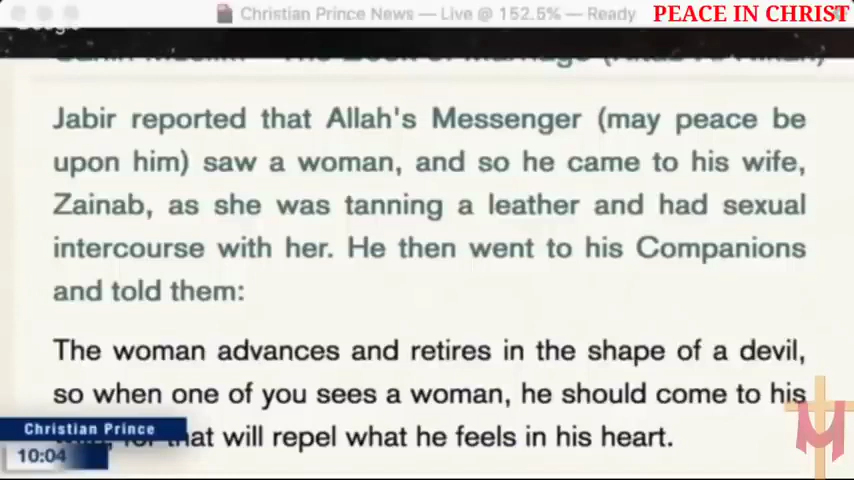 Christian Prince News — Live @ 152.5% — Ready
PEACE IN CHRIST
Google
Jabir reported that Allah's Messenger (may peace be
upon him) saw a woman, and so he came to his wife,
Zainab, as she was tanning a leather and had sexual
intercourse with her. He then went to his Companions
and told them:
The woman advances and retires in the shape of a devil,
so when one of you sees a woman, he should come to his
that will repel what he feels in his heart.
Christian Prince
10:04